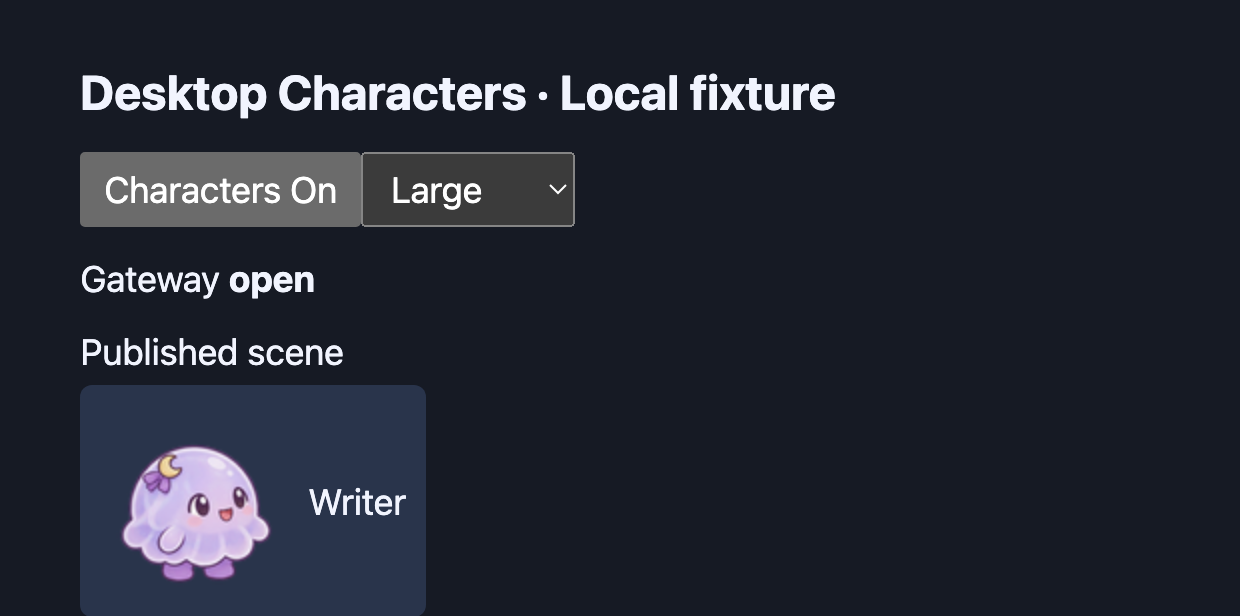 Desktop Characters · Local fixture
Characters On Large
Gateway open
Published scene
Writer